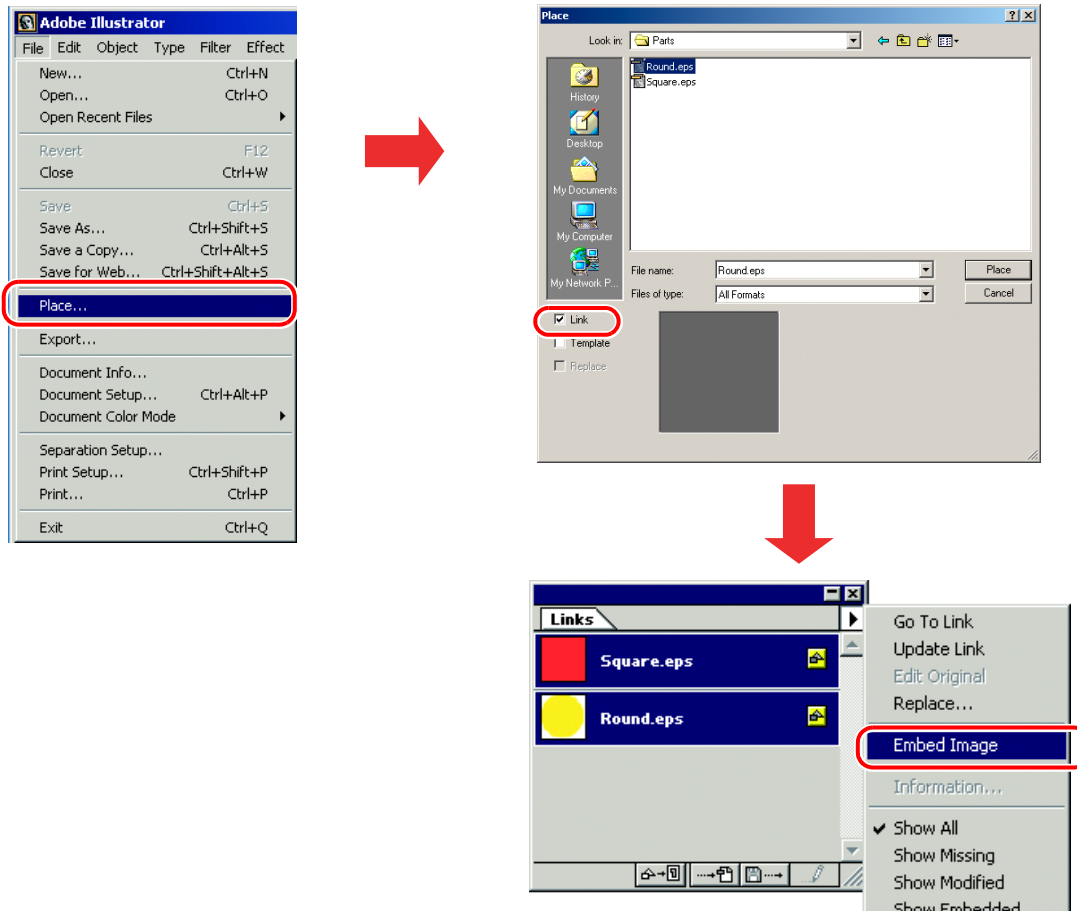 Adobe Illustrator
File Edit Object Type Filter Effect
New... Ctrl+N
Open... Ctrl+O
Open Recent Files
Revert F12
Close Ctrl+W
Save Ctrl+S
Save As... Ctrl+Shift+S
Save a Copy... Ctrl+Alt+S
Save for Web... Ctrl+Shift+Alt+S
Place...
Export...
Document Info...
Document Setup... Ctrl+Alt+P
Document Color Mode
Separation Setup...
Print Setup... Ctrl+Shift+P
Print... Ctrl+P
Exit Ctrl+Q
Place
Look in: Parts
Round.eps
Square.eps
History
Desktop
My Documents
My Computer
My Network P...
File name: Round.eps Place
Files of type: All Formats Cancel
Link
Template
Replace
Links
Square.eps
Round.eps
Go To Link
Update Link
Edit Original
Replace...
Embed Image
Information...
Show All
Show Missing
Show Modified
Show Embedded